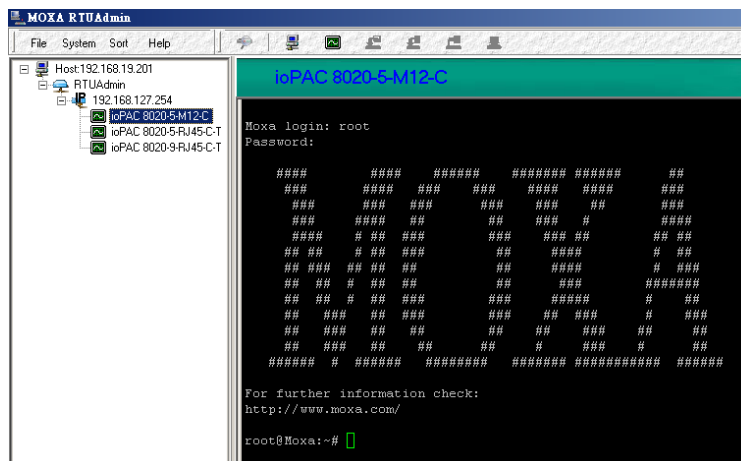 MOXA RTUAdmin
File System Sort Help
Host:192.168.19.201
RTUAdmin
192.168.127.254
ioPAC 8020-5-M12-C
ioPAC 8020-5-RJ45-C-T
ioPAC 8020-9-RJ45-C-T
ioPAC 8020-5-M12-C
Moxa login: root
Password:
MOXA
For further information check:
http://www.moxa.com/
root@Moxa:~#